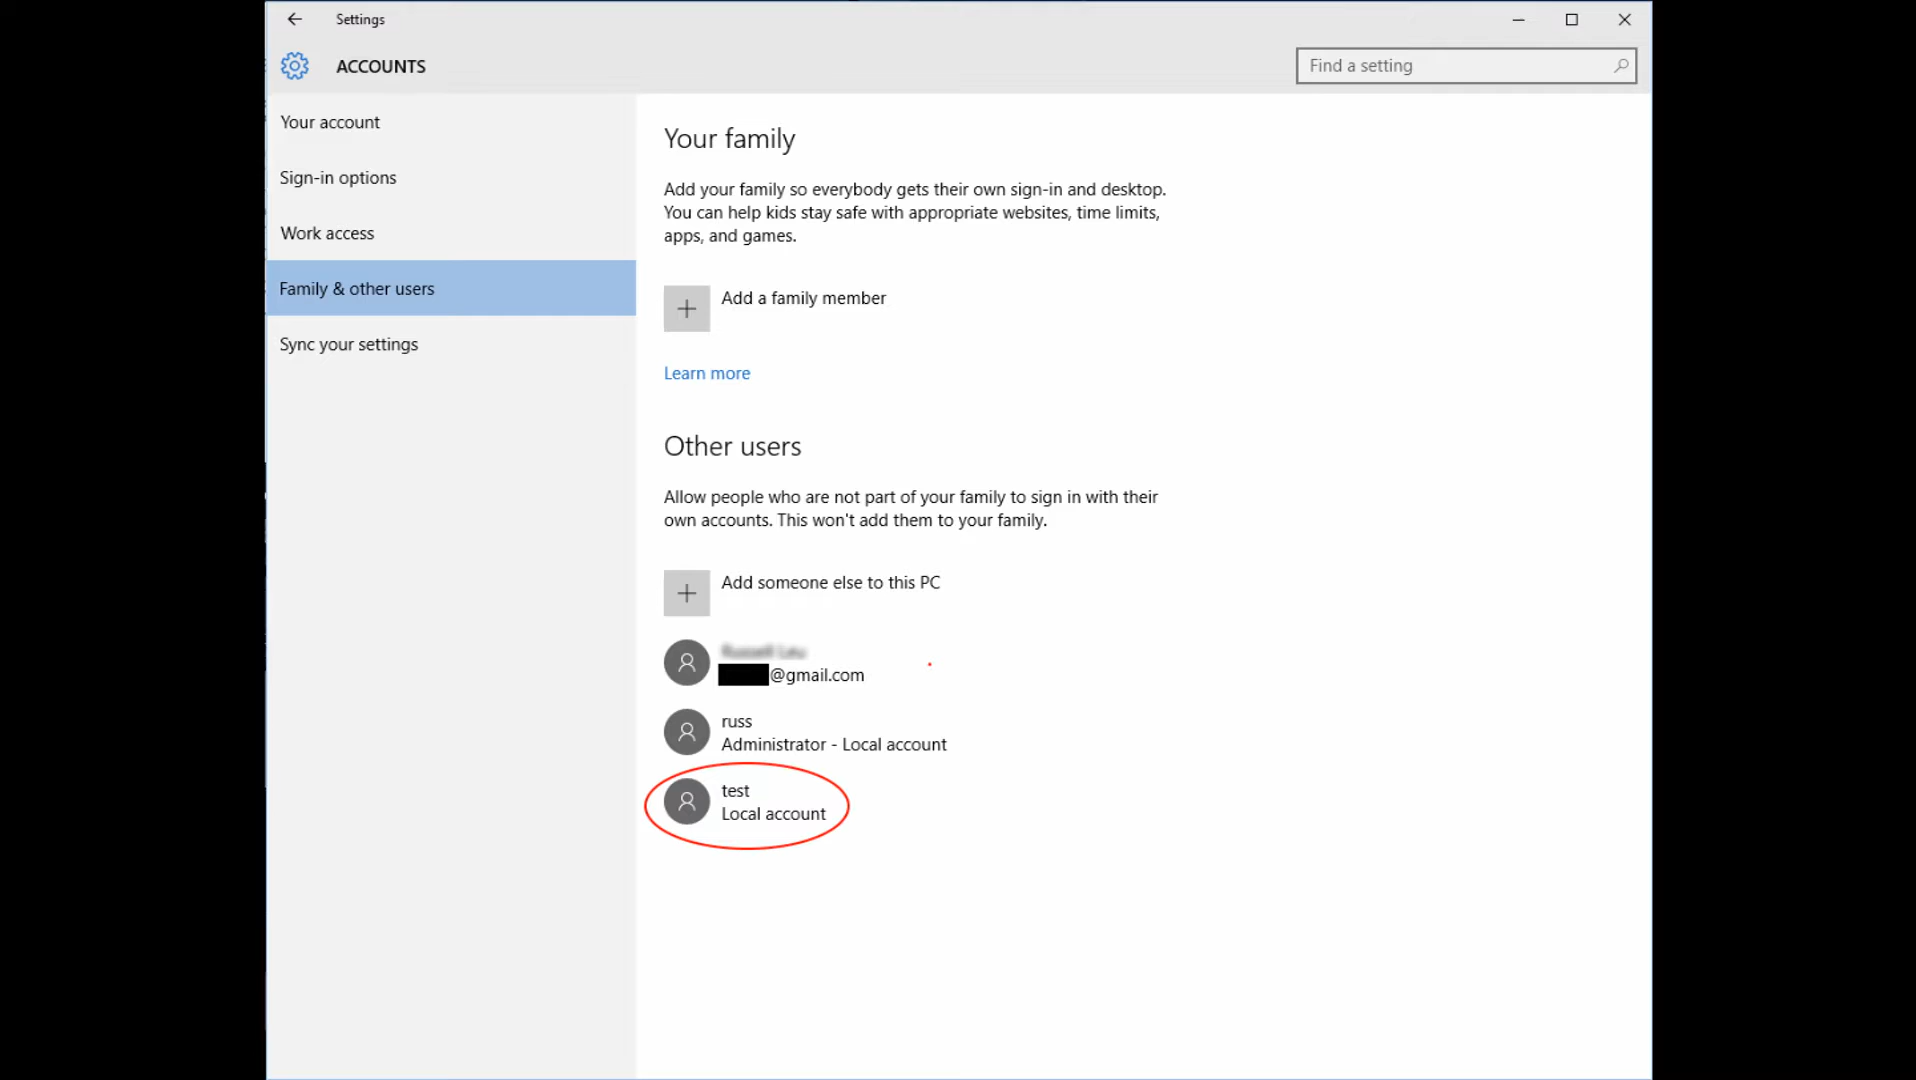 Settings
ACCOUNTS
Find a setting
Your account
Sign-in options
Work access
Family & other users
Sync your settings
Your family
Add your family so everybody gets their own sign-in and desktop.
You can help kids stay safe with appropriate websites, time limits,
apps, and games.
Add a family member
Learn more
Other users
Allow people who are not part of your family to sign in with their
own accounts. This won't add them to your family.
Add someone else to this PC
@gmail.com
russ
Administrator - Local account
test
Local account